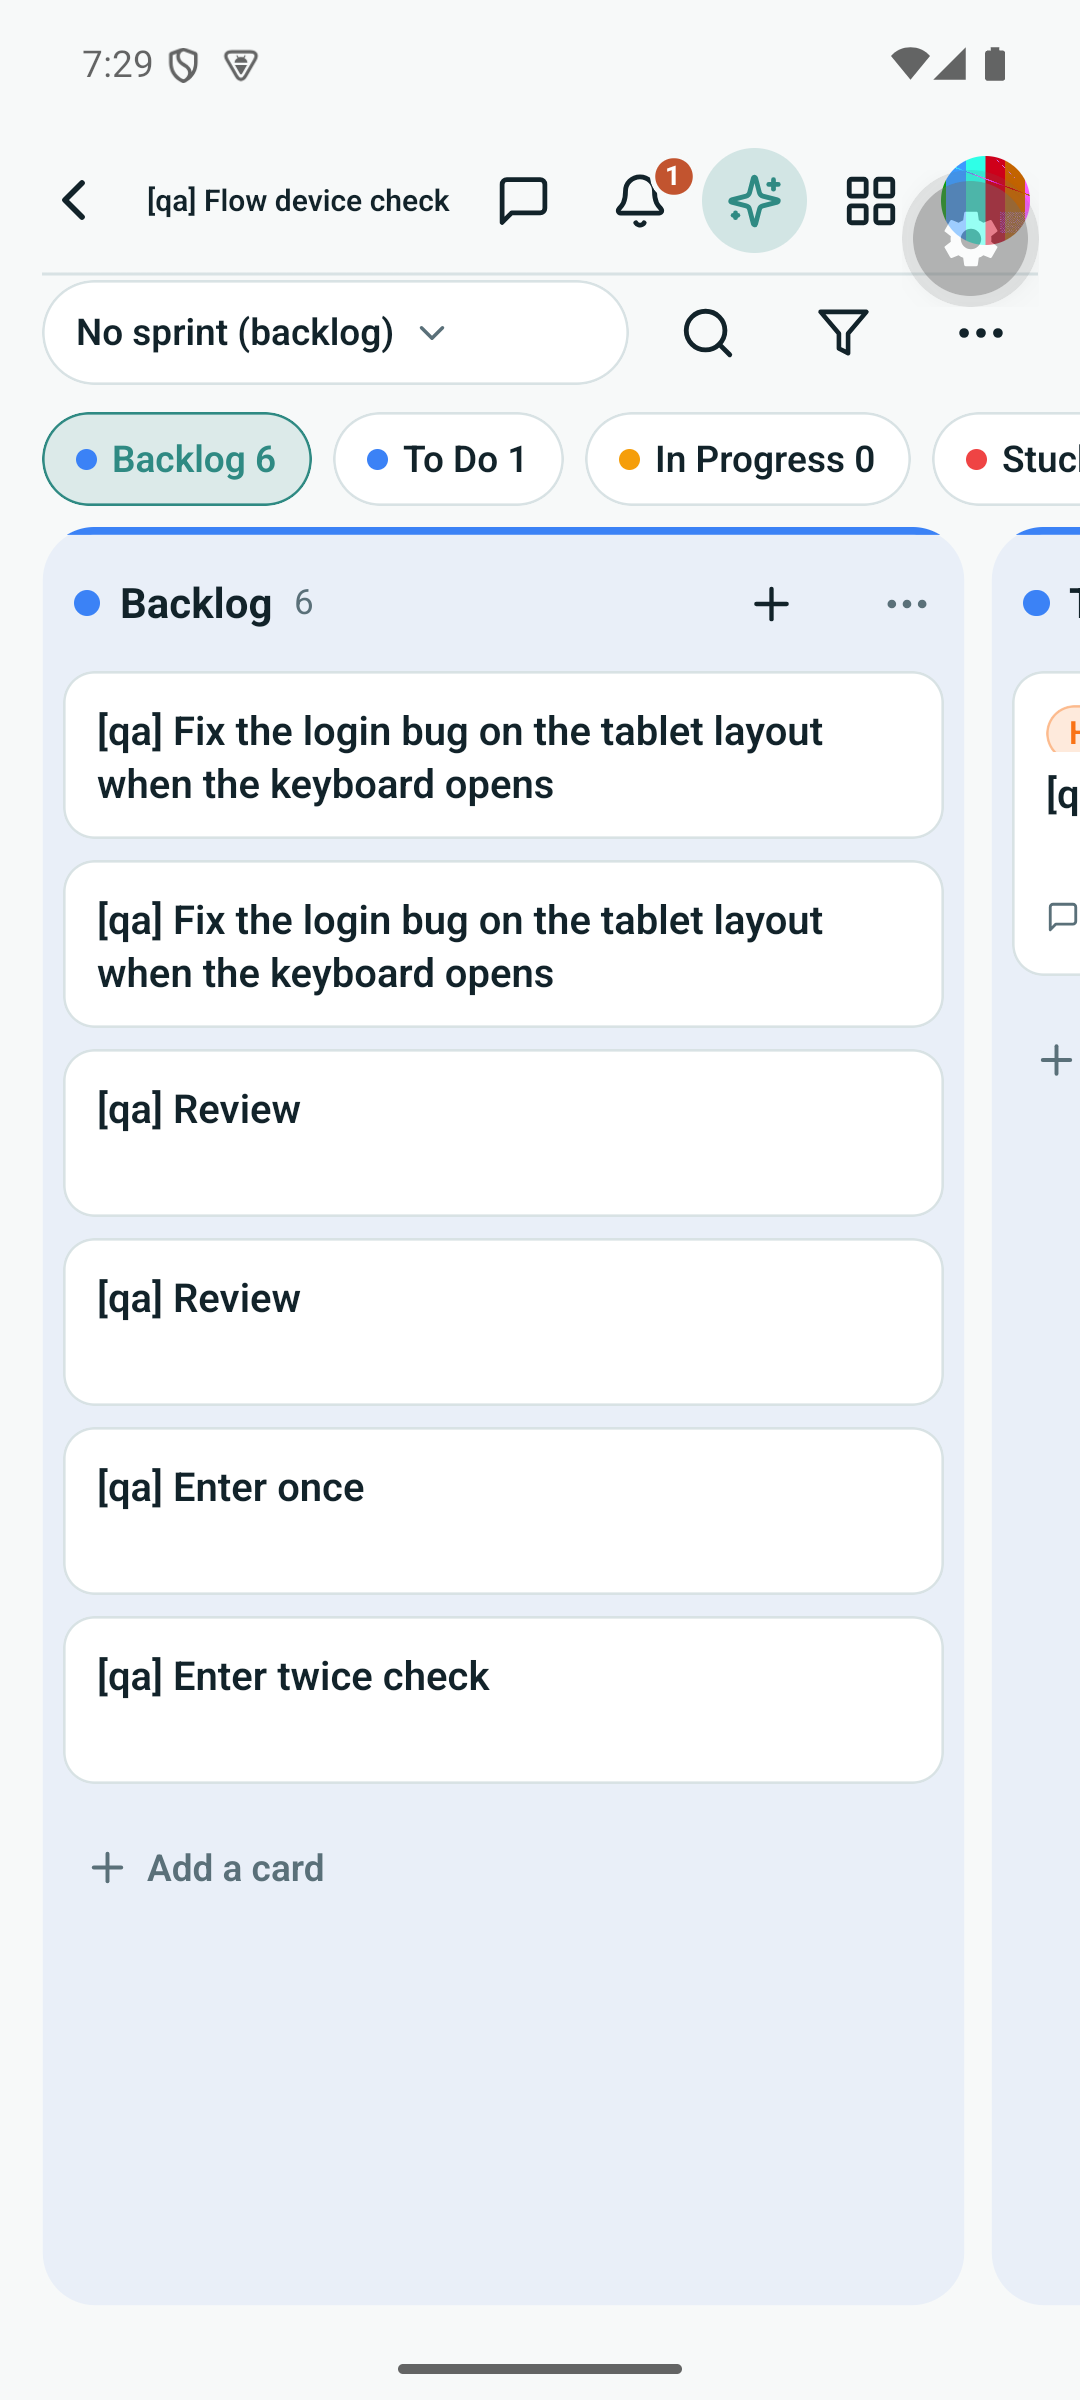 7:29
[qa] Flow device check
1
No sprint (backlog)
Backlog 6
To Do 1
In Progress 0
Backlog 6
[qa] Fix the login bug on the tablet layout
when the keyboard opens
[qa] Fix the login bug on the tablet layout
when the keyboard opens
[qa] Review
[qa] Review
[qa] Enter once
[qa] Enter twice check
Add a card